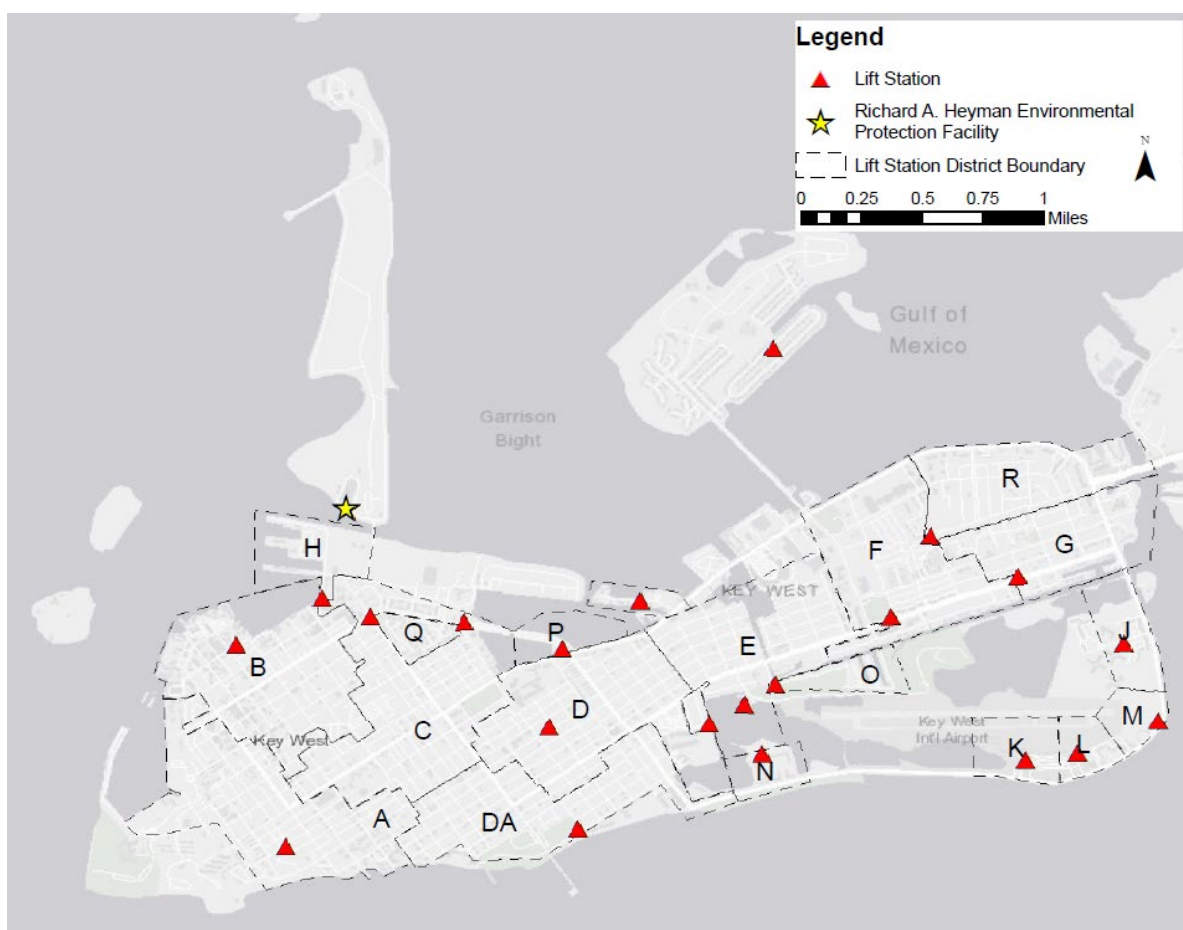 Legend
Lift Station
Richard A. Heyman Environmental
Protection Facility
N
Lift Station District Boundary
0 0.25 0.5 0.75 1
Miles
Gulf of
Mexico
Garrison
Bight
R
H
F
G
KEY WEST
Q
P
J
B
E
O
D
C
M
Key West
Key West
Int'l Airport
K
L
N
A
DA